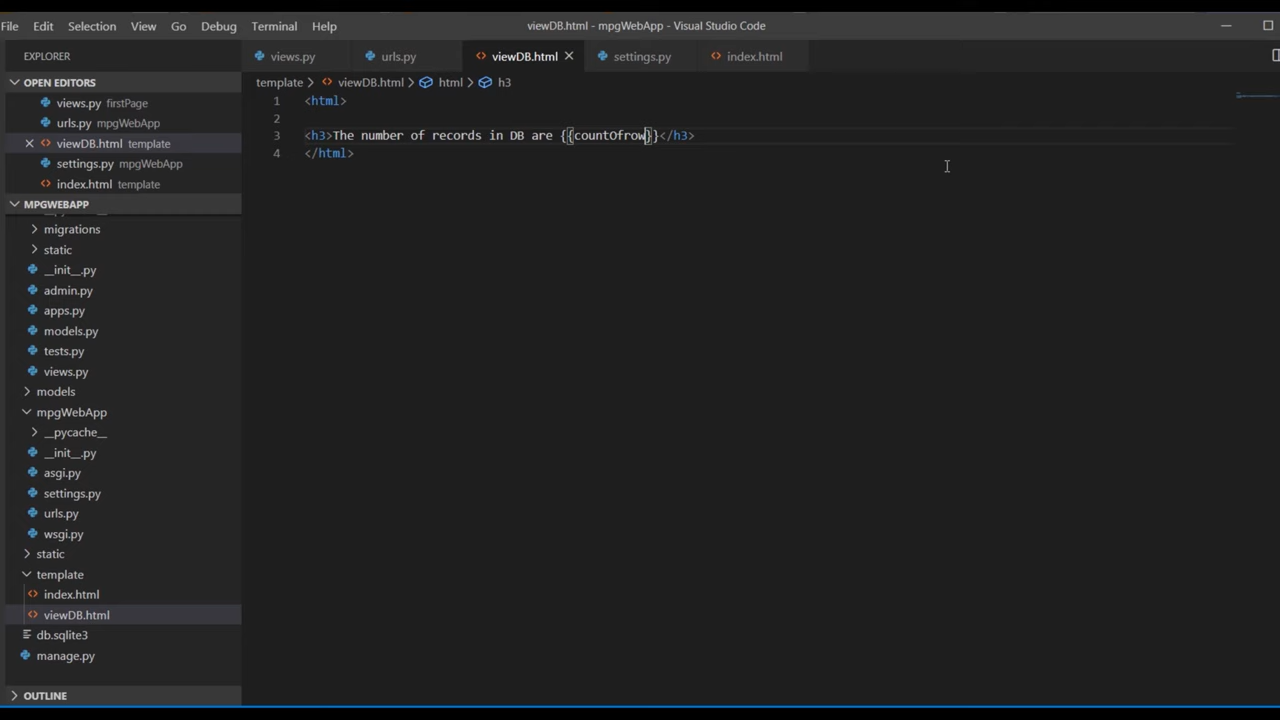 File Edit Selection View Go Debug Terminal Help viewDB.html - mpgWebApp - Visual Studio Code
EXPLORER
views.py urls.py viewDB.html settings.py index.html
OPEN EDITORS
template > viewDB.html > html > h3
views.py firstPage
urls.py mpgWebApp
viewDB.html template
settings.py mpgWebApp
index.html template
1 <html>
2
3 <h3>The number of records in DB are {{countOfrow}}</h3>
4 </html>
MPGWEBAPP
migrations
static
__init__.py
admin.py
apps.py
models.py
tests.py
views.py
models
mpgWebApp
__pycache__
__init__.py
asgi.py
settings.py
urls.py
wsgi.py
static
template
index.html
viewDB.html
db.sqlite3
manage.py
OUTLINE